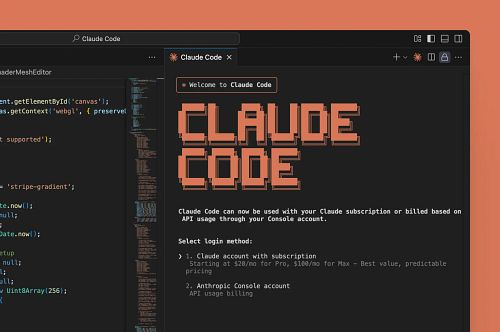 Claude Code
aderMeshEditor
Claude Code
ent.getElementById('canvas');
as.getContext('webgl', { preserve
t supported');
= 'stripe-gradient';
te.now();
null;
Date.now();
etup
null;
l;
Uint8Array(256);
{
✻ Welcome to Claude Code
CLAUDE
CODE
Claude Code can now be used with your Claude subscription or billed based on
API usage through your Console account.
Select login method:
❯ 1. Claude account with subscription
Starting at $20/mo for Pro, $100/mo for Max - Best value, predictable
pricing
2. Anthropic Console account
API usage billing